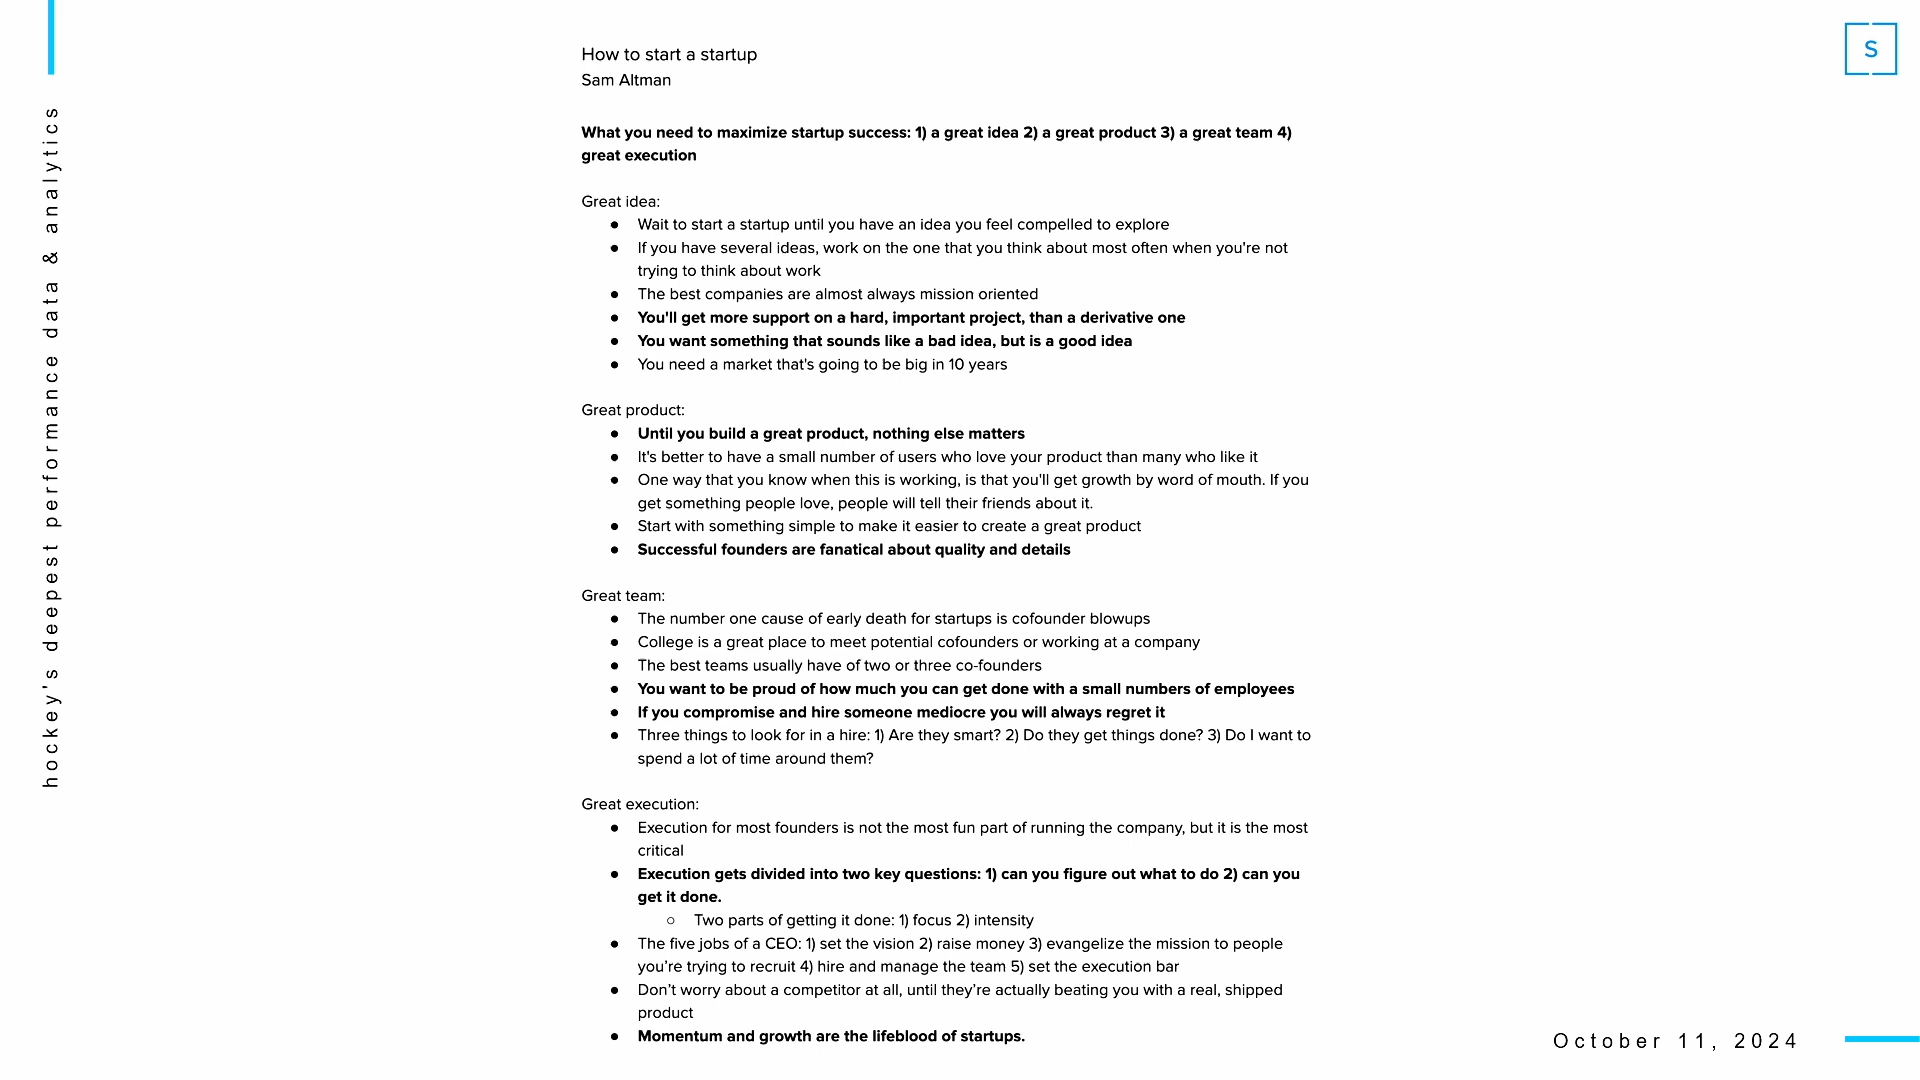 hockey's deepest performance data & analytics
S
How to start a startup
Sam Altman
What you need to maximize startup success: 1) a great idea 2) a great product 3) a great team 4)
great execution
Great idea:
● Wait to start a startup until you have an idea you feel compelled to explore
● If you have several ideas, work on the one that you think about most often when you're not
trying to think about work
● The best companies are almost always mission oriented
● You'll get more support on a hard, important project, than a derivative one
● You want something that sounds like a bad idea, but is a good idea
● You need a market that's going to be big in 10 years
Great product:
● Until you build a great product, nothing else matters
● It's better to have a small number of users who love your product than many who like it
● One way that you know when this is working, is that you'll get growth by word of mouth. If you
get something people love, people will tell their friends about it.
● Start with something simple to make it easier to create a great product
● Successful founders are fanatical about quality and details
Great team:
● The number one cause of early death for startups is cofounder blowups
● College is a great place to meet potential cofounders or working at a company
● The best teams usually have of two or three co-founders
● You want to be proud of how much you can get done with a small numbers of employees
● If you compromise and hire someone mediocre you will always regret it
● Three things to look for in a hire: 1) Are they smart? 2) Do they get things done? 3) Do I want to
spend a lot of time around them?
Great execution:
● Execution for most founders is not the most fun part of running the company, but it is the most
critical
● Execution gets divided into two key questions: 1) can you figure out what to do 2) can you
get it done.
○ Two parts of getting it done: 1) focus 2) intensity
● The five jobs of a CEO: 1) set the vision 2) raise money 3) evangelize the mission to people
you’re trying to recruit 4) hire and manage the team 5) set the execution bar
● Don’t worry about a competitor at all, until they’re actually beating you with a real, shipped
product
● Momentum and growth are the lifeblood of startups.
October 11, 2024